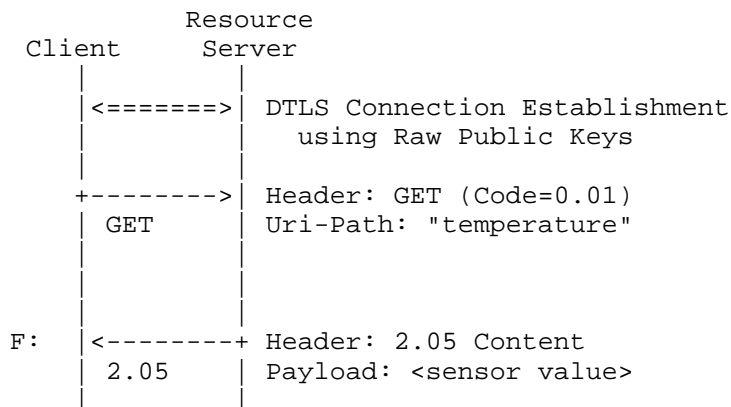 Resource
Client Server
<=======> DTLS Connection Establishment
using Raw Public Keys
+--------> Header: GET (Code=0.01)
GET Uri-Path: "temperature"
F: <--------+ Header: 2.05 Content
2.05 Payload: <sensor value>